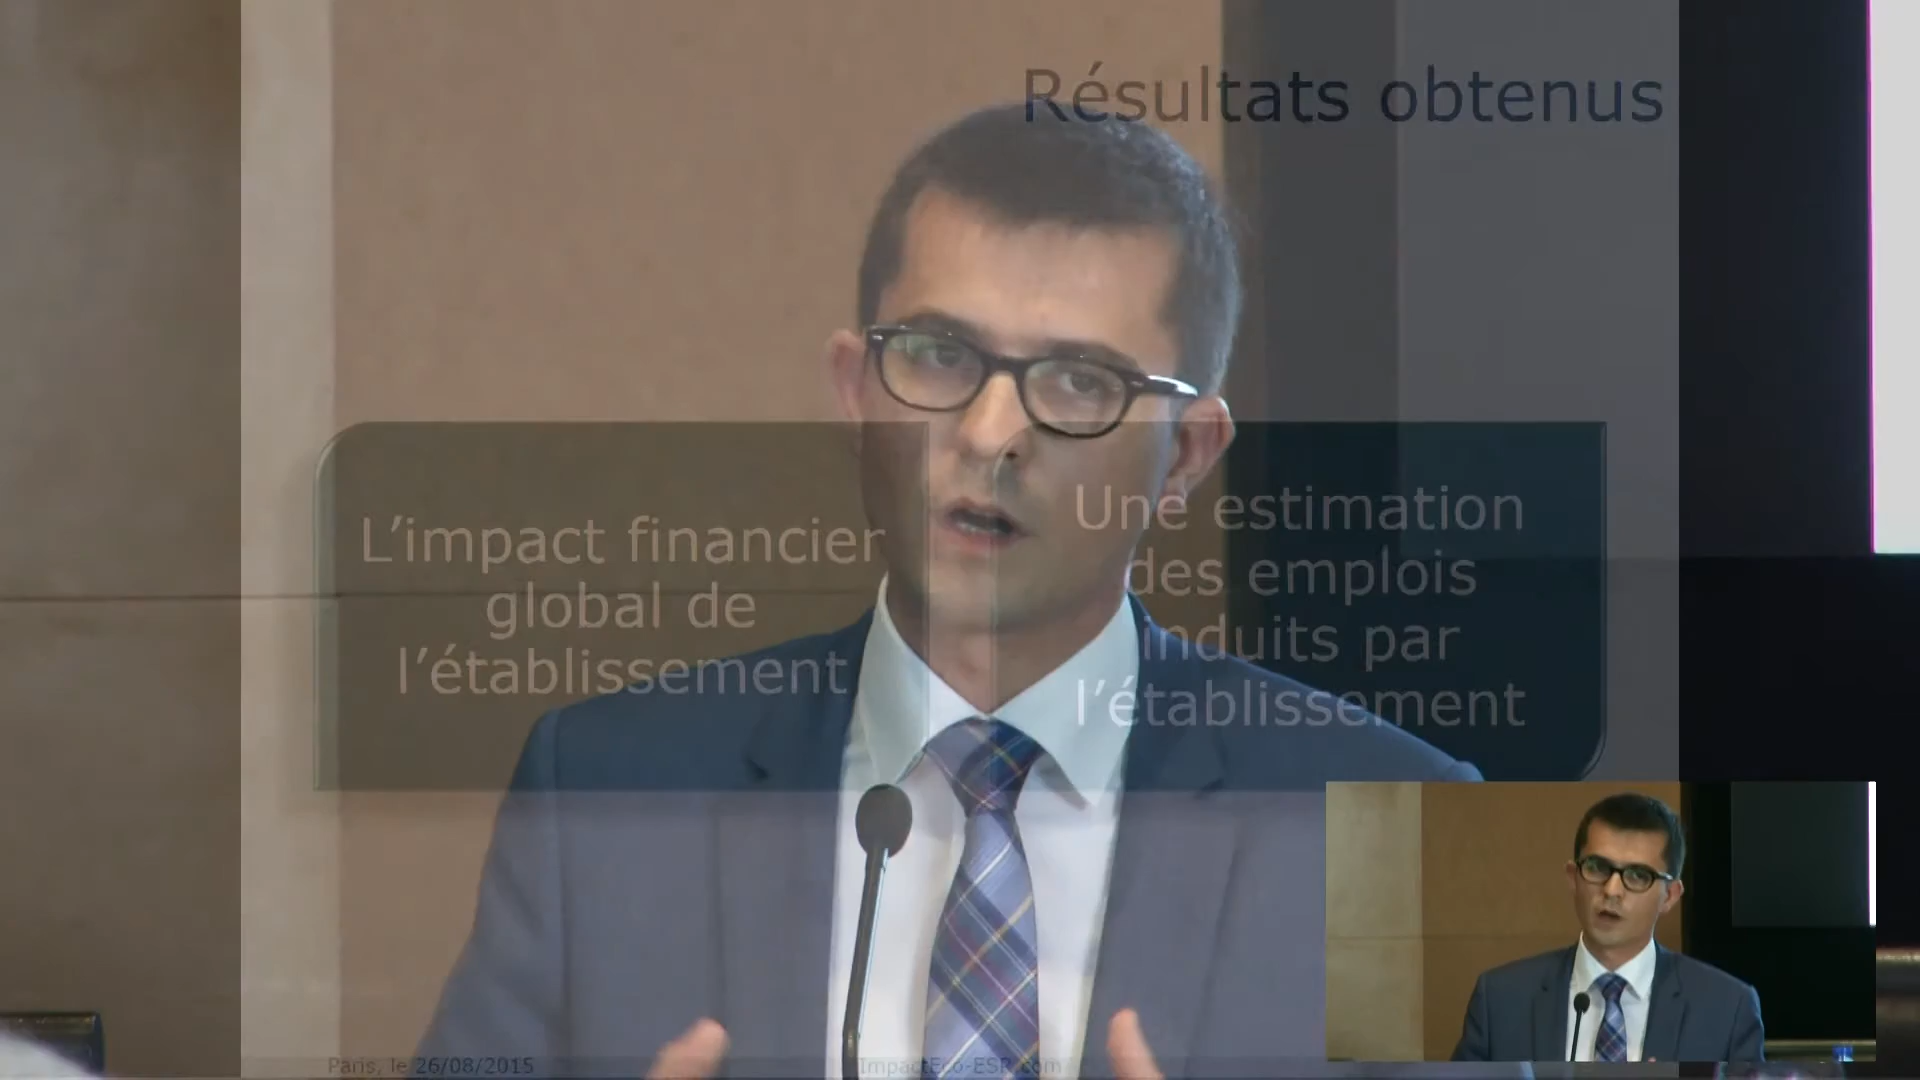 Résultats obtenus
L’impact financier
global de
l’établissement
Une estimation
des emplois
induits par
l’établissement
Paris, le 26/08/2015
ImpactEco-ESR.com